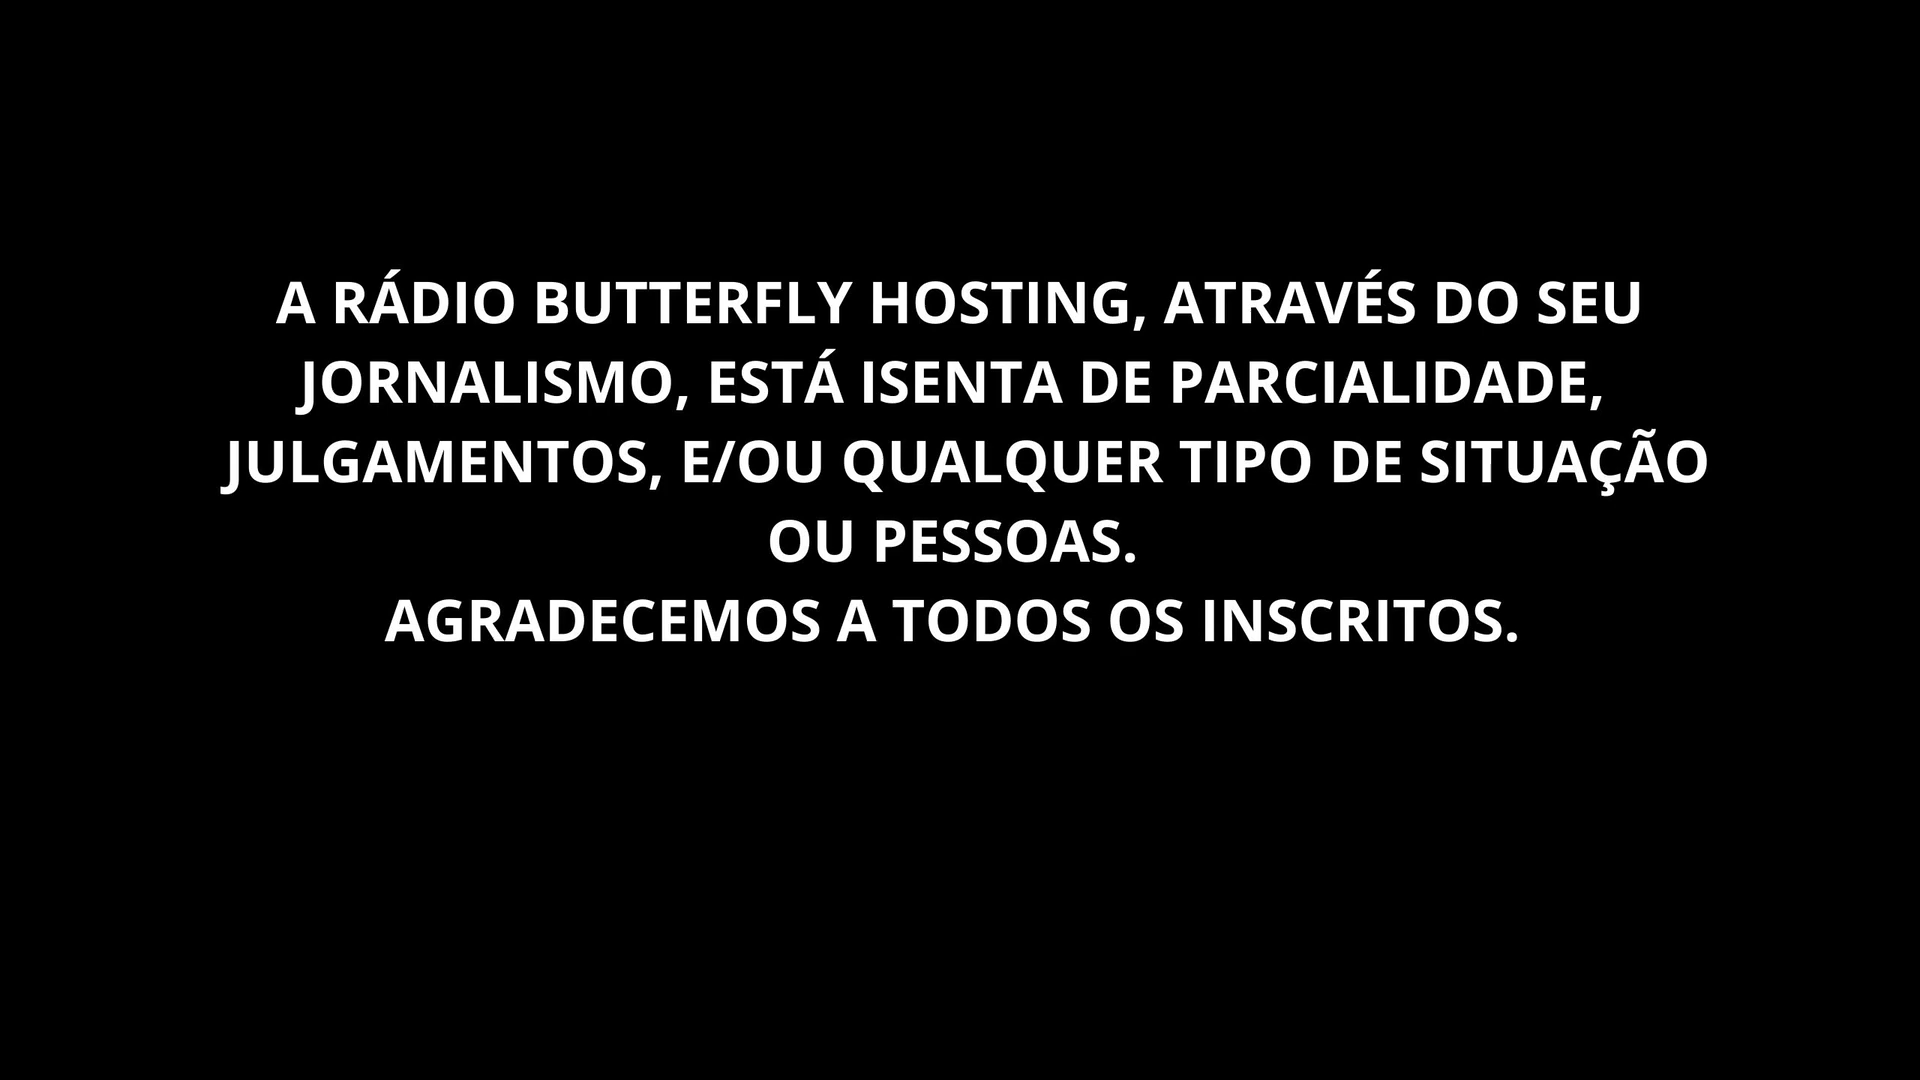 A RÁDIO BUTTERFLY HOSTING, ATRAVÉS DO SEU
JORNALISMO, ESTÁ ISENTA DE PARCIALIDADE,
JULGAMENTOS, E/OU QUALQUER TIPO DE SITUAÇÃO
OU PESSOAS.
AGRADECEMOS A TODOS OS INSCRITOS.